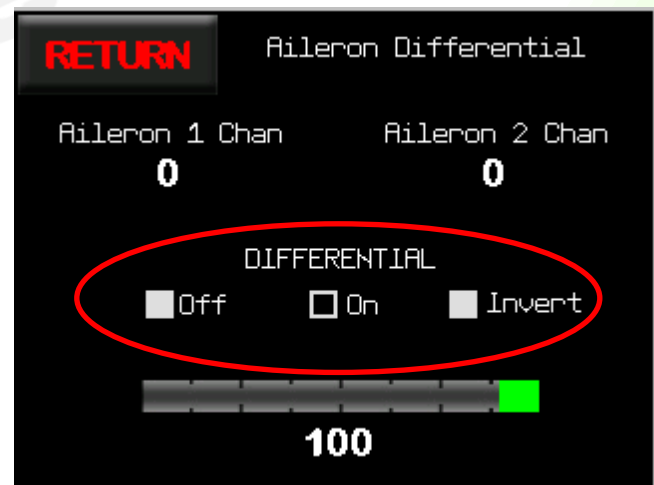 RETURN
Aileron Differential
Aileron 1 Chan
Aileron 2 Chan
0
0
DIFFERENTIAL
Off
On
Invert
100